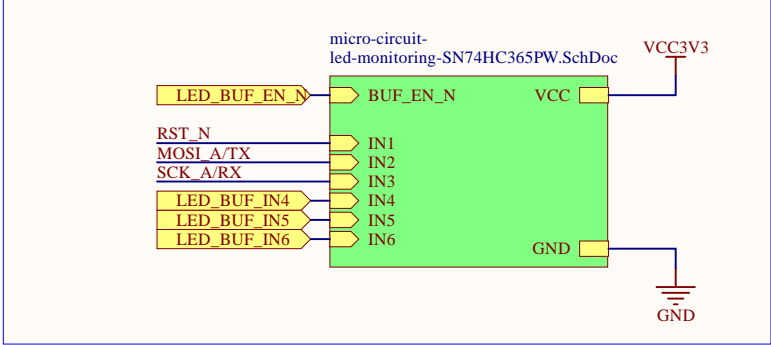 micro-circuit-
led-monitoring-SN74HC365PW.SchDoc
VCC3V3
LED_BUF_EN_N
BUF_EN_N
VCC
RST_N
IN1
MOSI_A/TX
IN2
SCK_A/RX
IN3
LED_BUF_IN4
IN4
LED_BUF_IN5
IN5
LED_BUF_IN6
IN6
GND
GND